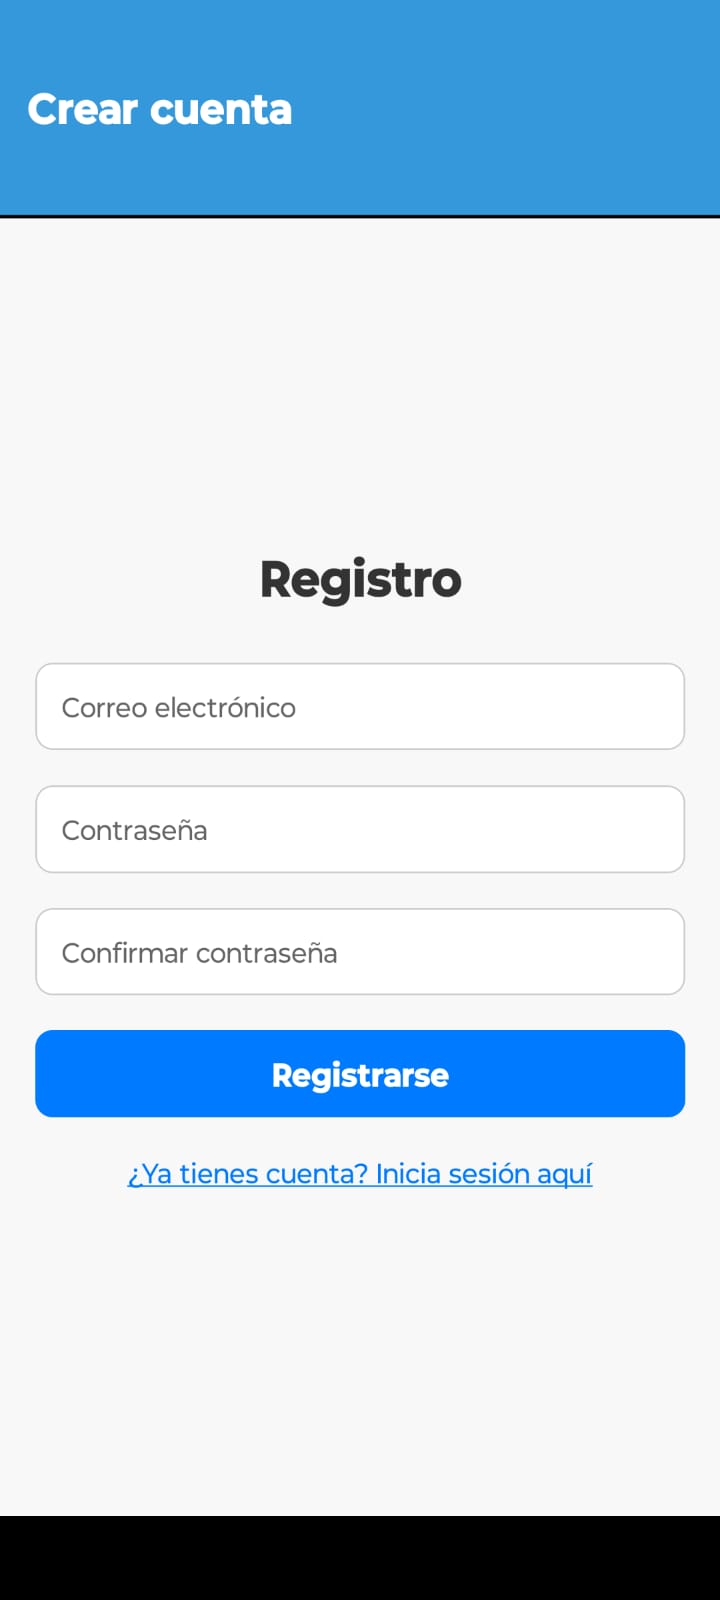 Crear cuenta
Registro
Correo electrónico
Contraseña
Confirmar contraseña
Registrarse
¿Ya tienes cuenta? Inicia sesión aquí